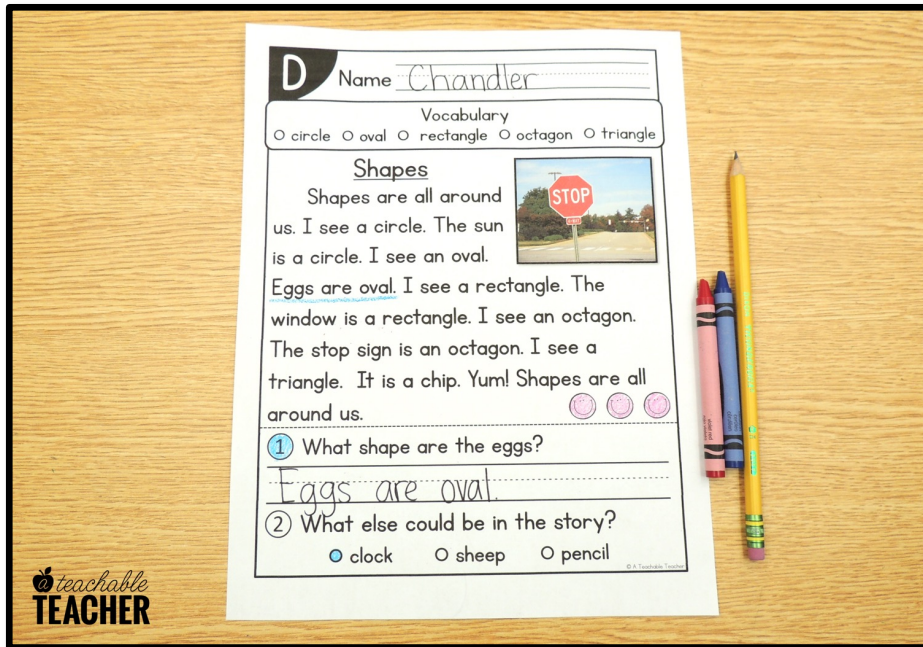 D Name Chandler
Vocabulary
circle oval rectangle octagon triangle
Shapes
Shapes are all around
us. I see a circle. The sun
is a circle. I see an oval.
Eggs are oval. I see a rectangle. The
window is a rectangle. I see an octagon.
The stop sign is an octagon. I see a
triangle. It is a chip. Yum! Shapes are all
around us.
STOP
1 What shape are the eggs?
Eggs are oval.
2 What else could be in the story?
clock sheep pencil
© A Teachable Teacher
a teachable
TEACHER